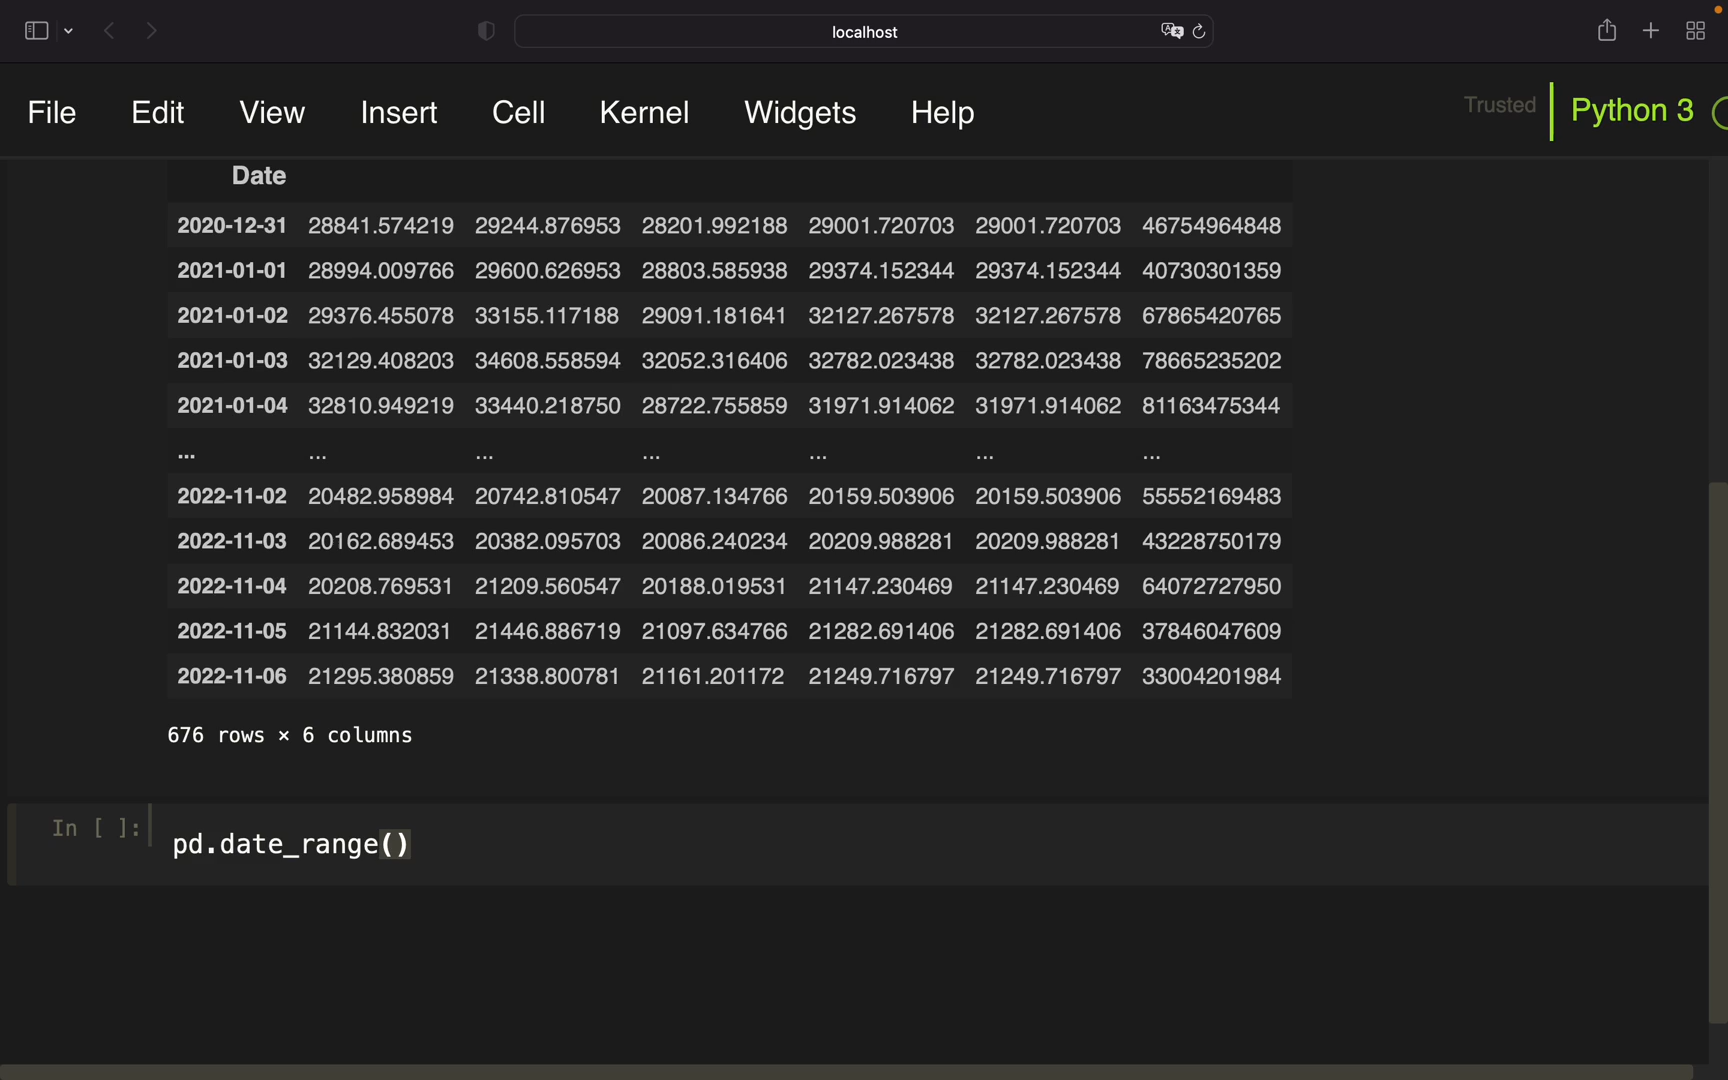 localhost
File Edit View Insert Cell Kernel Widgets Help Trusted Python 3
Date
2020-12-31 28841.574219 29244.876953 28201.992188 29001.720703 29001.720703 46754964848
2021-01-01 28994.009766 29600.626953 28803.585938 29374.152344 29374.152344 40730301359
2021-01-02 29376.455078 33155.117188 29091.181641 32127.267578 32127.267578 67865420765
2021-01-03 32129.408203 34608.558594 32052.316406 32782.023438 32782.023438 78665235202
2021-01-04 32810.949219 33440.218750 28722.755859 31971.914062 31971.914062 81163475344
... ... ... ... ... ... ...
2022-11-02 20482.958984 20742.810547 20087.134766 20159.503906 20159.503906 55552169483
2022-11-03 20162.689453 20382.095703 20086.240234 20209.988281 20209.988281 43228750179
2022-11-04 20208.769531 21209.560547 20188.019531 21147.230469 21147.230469 64072727950
2022-11-05 21144.832031 21446.886719 21097.634766 21282.691406 21282.691406 37846047609
2022-11-06 21295.380859 21338.800781 21161.201172 21249.716797 21249.716797 33004201984
676 rows × 6 columns
In [ ]: pd.date_range()